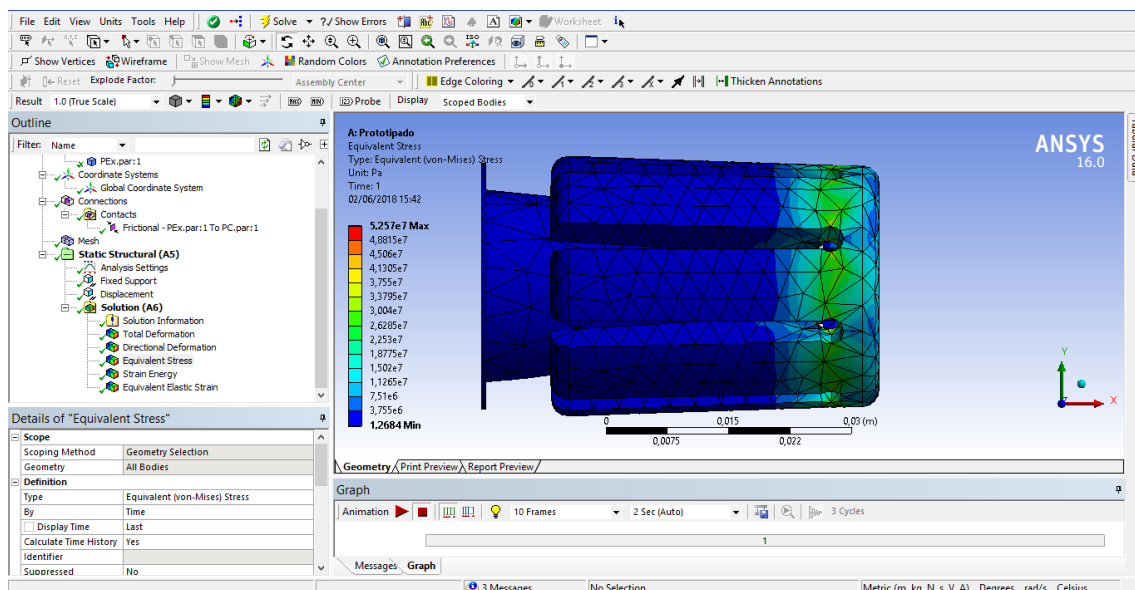 File Edit View Units Tools Help Solve ?/ Show Errors Worksheet
Show Vertices Wireframe Show Mesh Random Colors Annotation Preferences
Reset Explode Factor: Assembly Center Edge Coloring Thicken Annotations
Result 1.0 (True Scale) MAX MIN Probe Display Scoped Bodies
Outline
Filter: Name
PEx.par:1
Coordinate Systems
Global Coordinate System
Connections
Contacts
Frictional - PEx.par:1 To PC.par:1
Mesh
Static Structural (A5)
Analysis Settings
Fixed Support
Displacement
Solution (A6)
Solution Information
Total Deformation
Directional Deformation
Equivalent Stress
Strain Energy
Equivalent Elastic Strain
Details of "Equivalent Stress"
Scope
Scoping Method Geometry Selection
Geometry All Bodies
Definition
Type Equivalent (von-Mises) Stress
By Time
Display Time Last
Calculate Time History Yes
Identifier
Suppressed No
A: Prototipado
Equivalent Stress
Type: Equivalent (von-Mises) Stress
Unit: Pa
Time: 1
02/06/2018 15:42
5,257e7 Max
4,8815e7
4,506e7
4,1305e7
3,755e7
3,3795e7
3,004e7
2,6285e7
2,253e7
1,8775e7
1,502e7
1,1265e7
7,51e6
3,755e6
1,2684 Min
ANSYS
16.0
Y
X
0 0,015 0,03 (m)
0,0075 0,022
Geometry Print Preview Report Preview
Graph
Animation 10 Frames 2 Sec (Auto) 3 Cycles
1
Messages Graph
3 Messages No Selection Metric (m, kg, N, s, V, A) Degrees rad/s Celsius